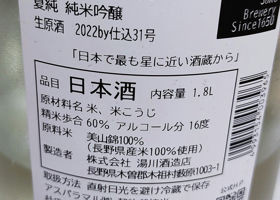 夏純 純米吟醸
生原酒 2022by仕込31号
Brewery
Since1650
「日本で最も星に近い酒蔵から」
品目 日本酒 内容量 1.8L
原材料名 米、米こうじ
精米歩合 60% アルコール分 16度
原料米 美山錦100%
(長野県産米100%使用)
製造者 株式会社 湯川酒造店
長野県木曽郡木祖村薮原1003-1
取扱方法 直射日光を避け冷蔵で保存